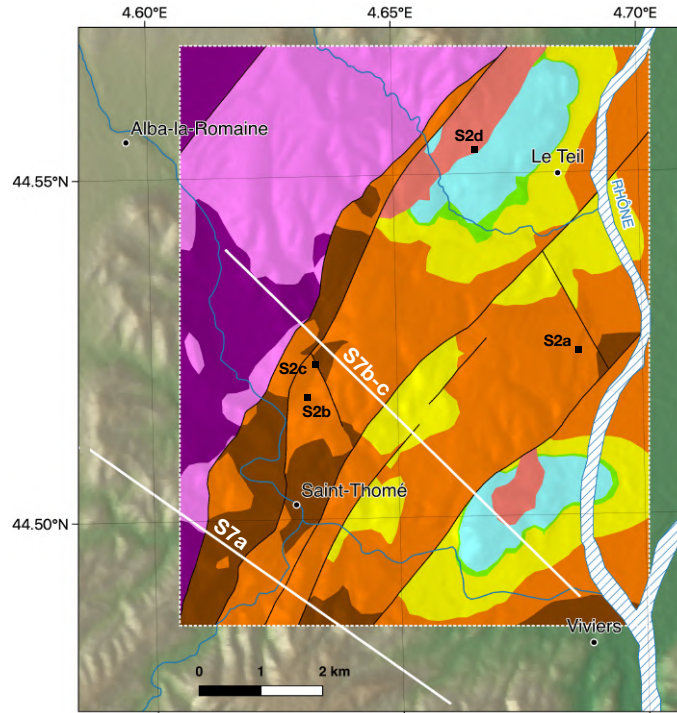 4.60°E 4.65°E 4.70°E
Alba-la-Romaine
S2d
Le Teil
44.55°N
RHÔNE
S2a
S7b-c
S2c
S2b
Saint-Thomé
44.50°N
S7a
Viviers
0 1 2 km